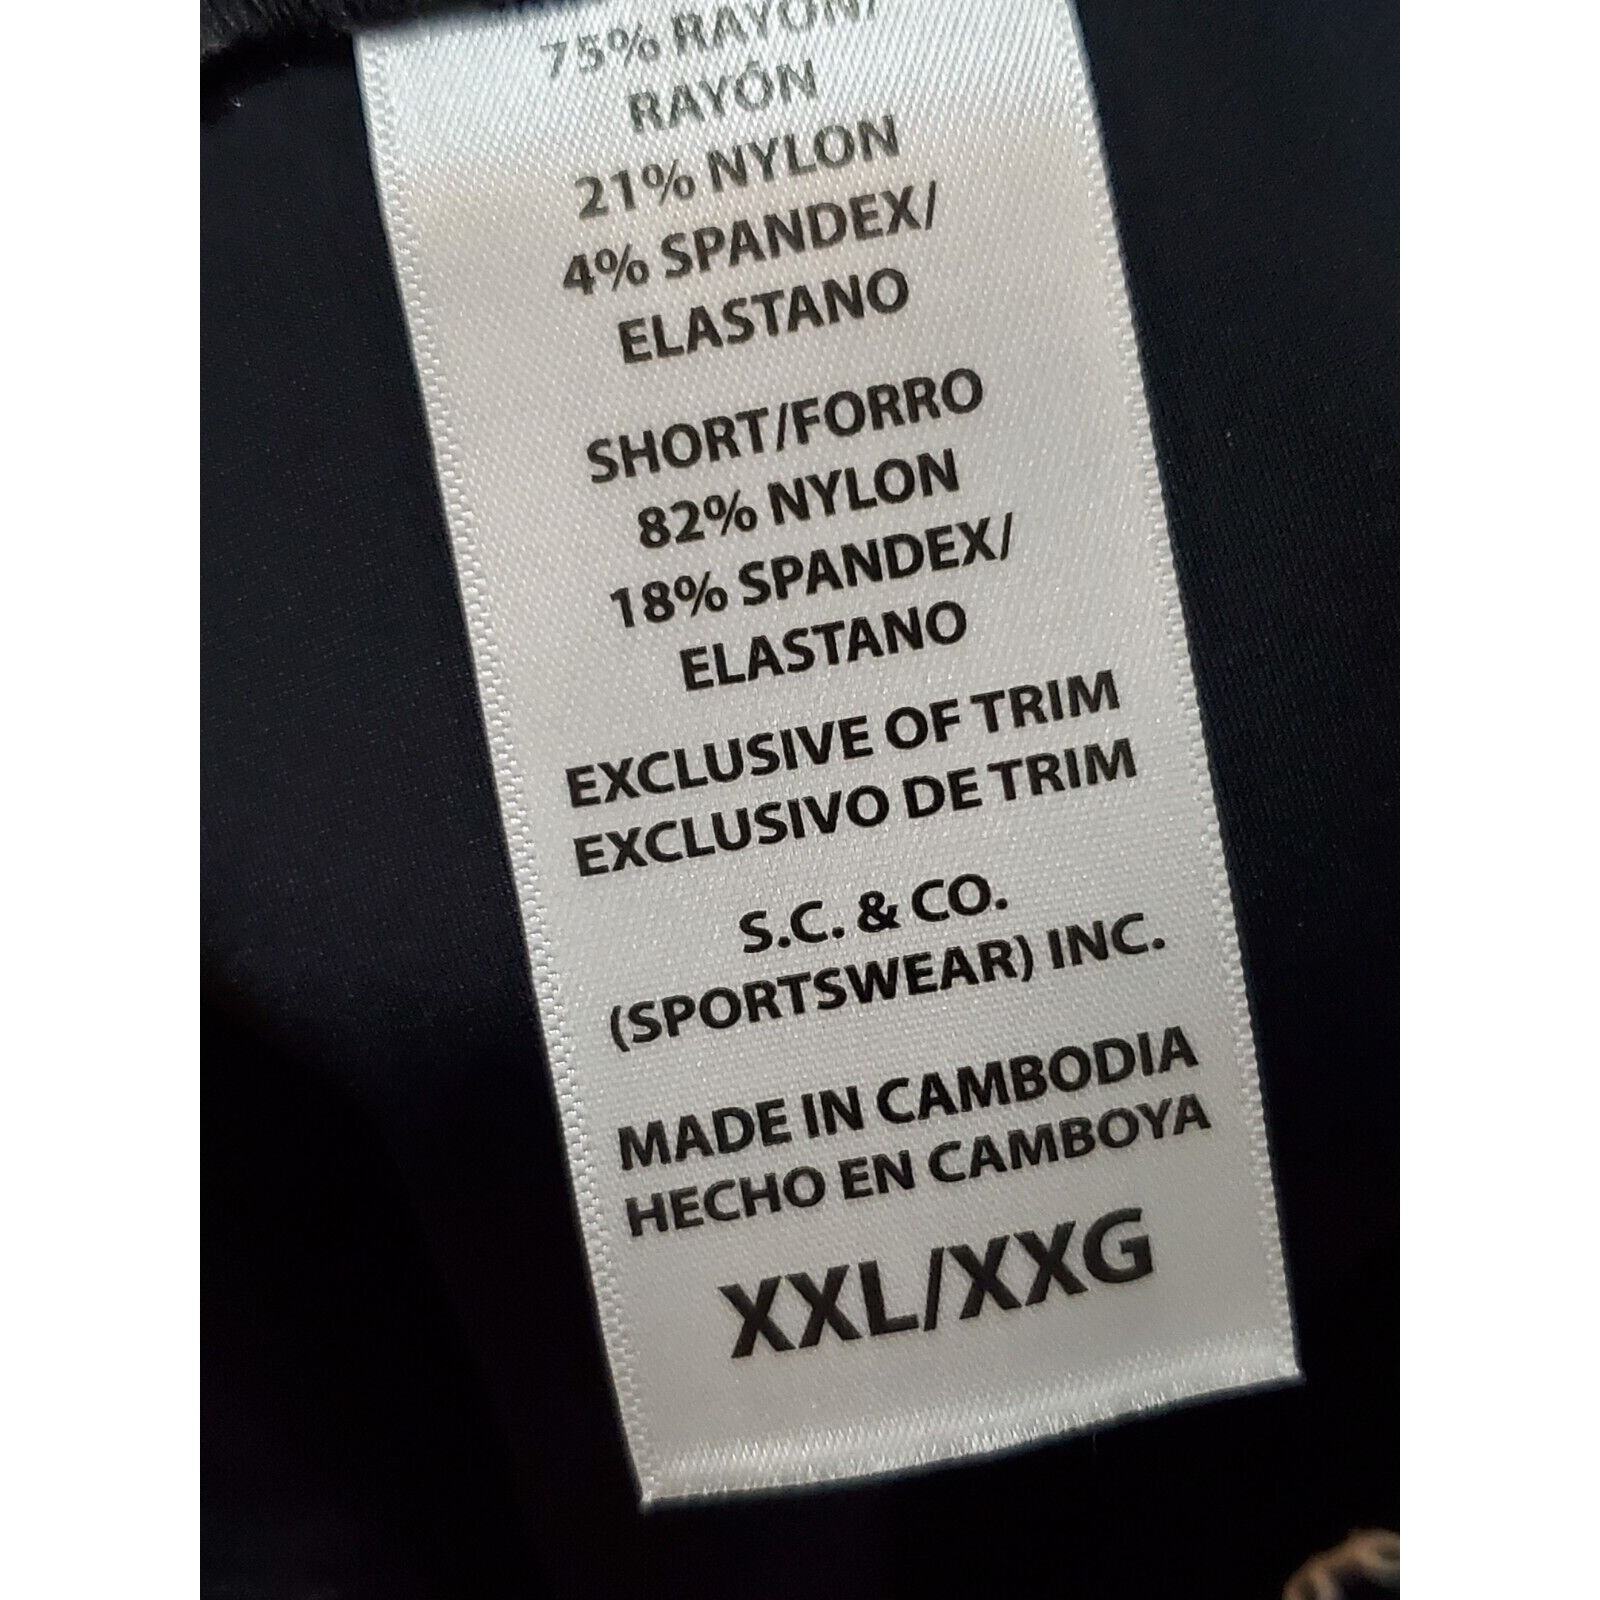 75% RAYON/
RAYÓN
21% NYLON
4% SPANDEX/
ELASTANO
SHORT/FORRO
82% NYLON
18% SPANDEX/
ELASTANO
EXCLUSIVE OF TRIM
EXCLUSIVO DE TRIM
S.C. & CO.
(SPORTSWEAR) INC.
MADE IN CAMBODIA
HECHO EN CAMBOYA
XXL/XXG